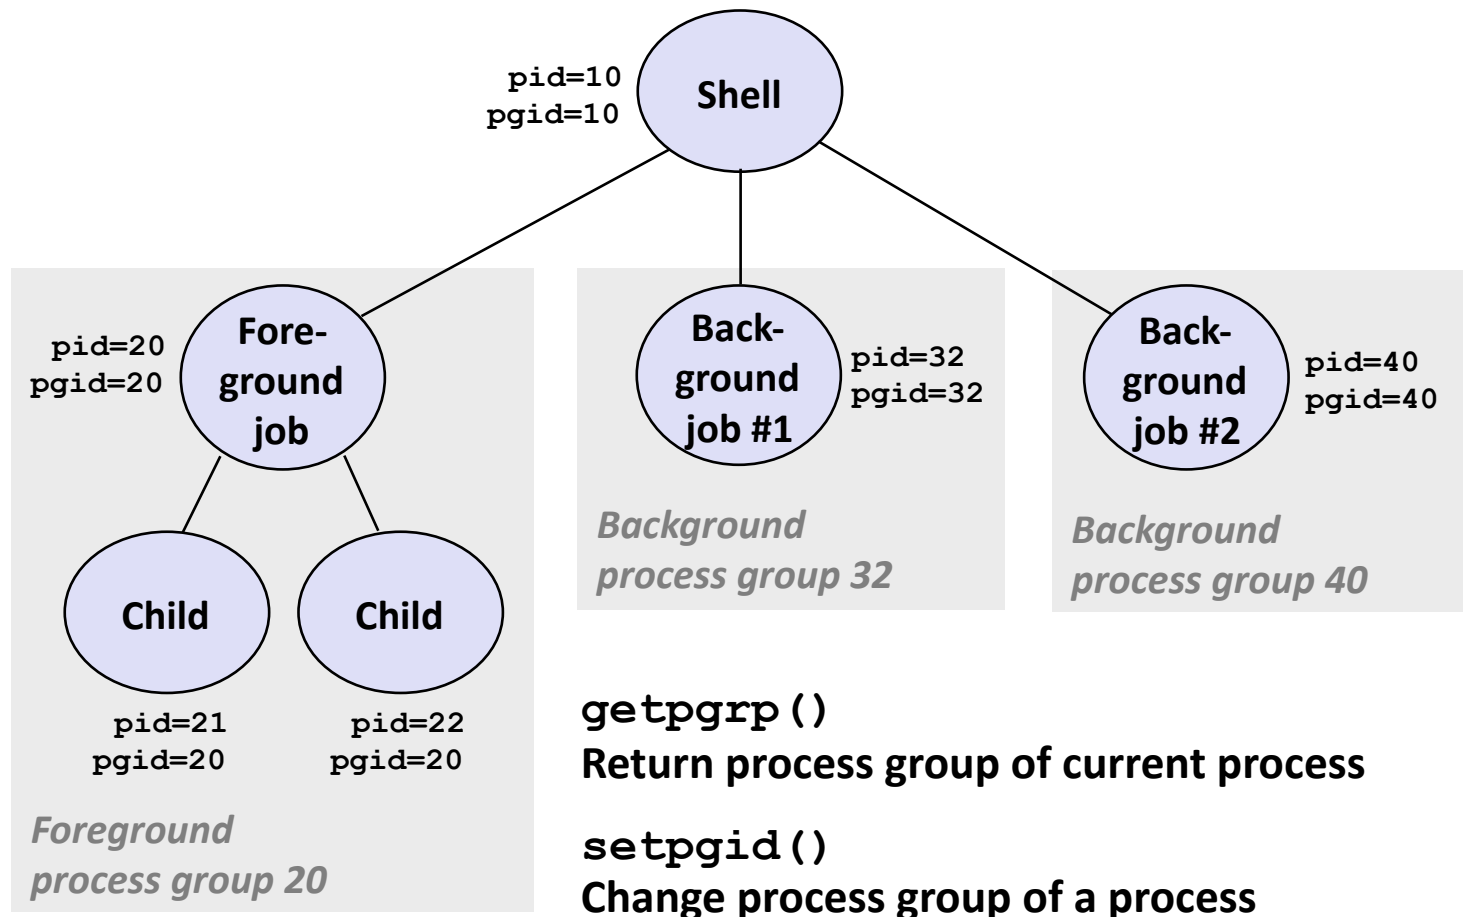 pid=10
pgid=10
Shell
pid=20
pgid=20
Fore-
ground
job
Back-
ground
job #1
pid=32
pgid=32
Back-
ground
job #2
pid=40
pgid=40
Background
process group 32
Background
process group 40
Child
Child
pid=21
pgid=20
pid=22
pgid=20
Foreground
process group 20
getpgrp()
Return process group of current process
setpgid()
Change process group of a process